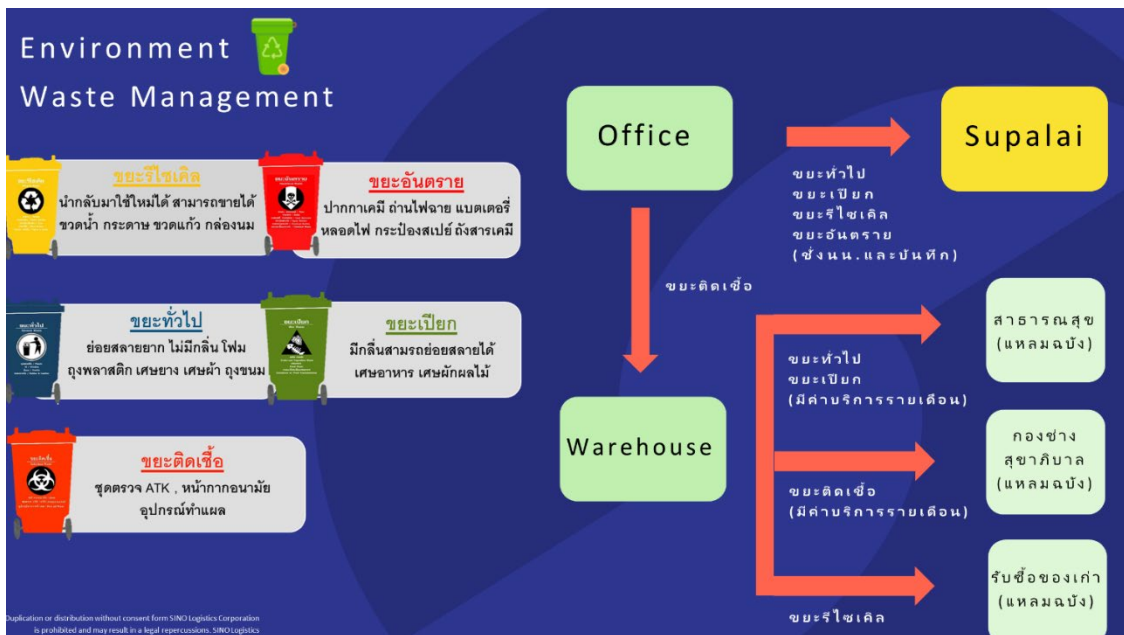 Environment
Waste Management
ขยะรีไซเคิล
นำกลับมาใช้ใหม่ได้ สามารถขายได้
ขวดน้ำ กระดาษ ขวดแก้ว กล่องนม
ขยะอันตราย
ปากกาเคมี ถ่านไฟฉาย แบตเตอรี่
หลอดไฟ กระป๋องสเปย์ ถังสารเคมี
ขยะทั่วไป
ย่อยสลายยาก ไม่มีกลิ่น โฟม
ถุงพลาสติก เศษยาง เศษผ้า ถุงขนม
ขยะเปียก
มีกลิ่นสามรถย่อยสลายได้
เศษอาหาร เศษผักผลไม้
ขยะติดเชื้อ
ชุดตรวจ ATK , หน้ากากอนามัย
อุปกรณ์ทำแผล
Office
Supalai
ขยะทั่วไป
ขยะเปียก
ขยะรีไซเคิล
ขยะอันตราย
(ชั่งนน.และบันทึก)
ขยะติดเชื้อ
Warehouse
ขยะทั่วไป
ขยะเปียก
(มีค่าบริการรายเดือน)
สาธารณสุข
(แหลมฉบัง)
ขยะติดเชื้อ
(มีค่าบริการรายเดือน)
กองช่าง
สุขาภิบาล
(แหลมฉบัง)
ขยะรีไซเคิล
รับซื้อของเก่า
(แหลมฉบัง)
Duplication or distribution without consent form SINO Logistics Corporation
is prohibited and may result in a legal repercussions. SINO Logistics